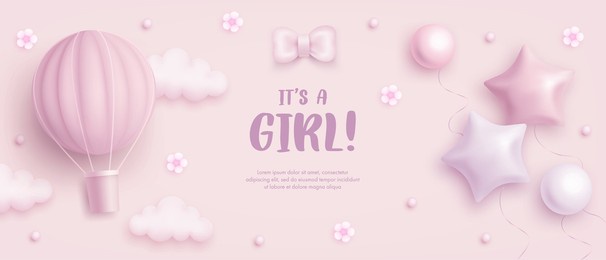 IT'S A
GIRL!
Lorem ipsum dolor sit amet, consectetur
adipiscing elit, sed do eiusmod tempor incididunt
ut labore et dolore magna aliqua